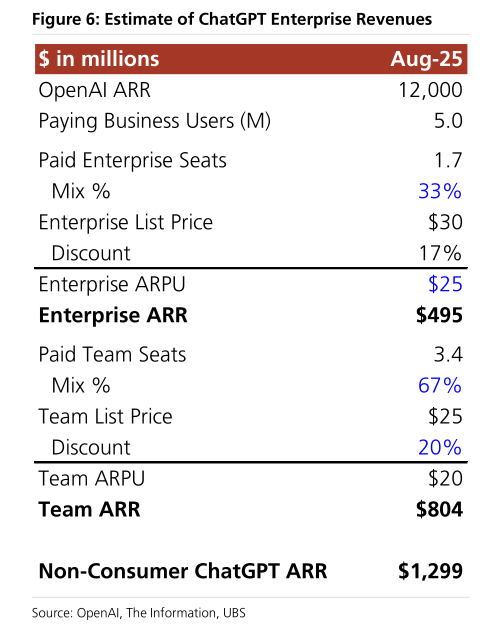 Figure 6: Estimate of ChatGPT Enterprise Revenues
$ in millions Aug-25
OpenAI ARR 12,000
Paying Business Users (M) 5.0
Paid Enterprise Seats 1.7
Mix % 33%
Enterprise List Price $30
Discount 17%
Enterprise ARPU $25
Enterprise ARR $495
Paid Team Seats 3.4
Mix % 67%
Team List Price $25
Discount 20%
Team ARPU $20
Team ARR $804
Non-Consumer ChatGPT ARR $1,299
Source: OpenAI, The Information, UBS